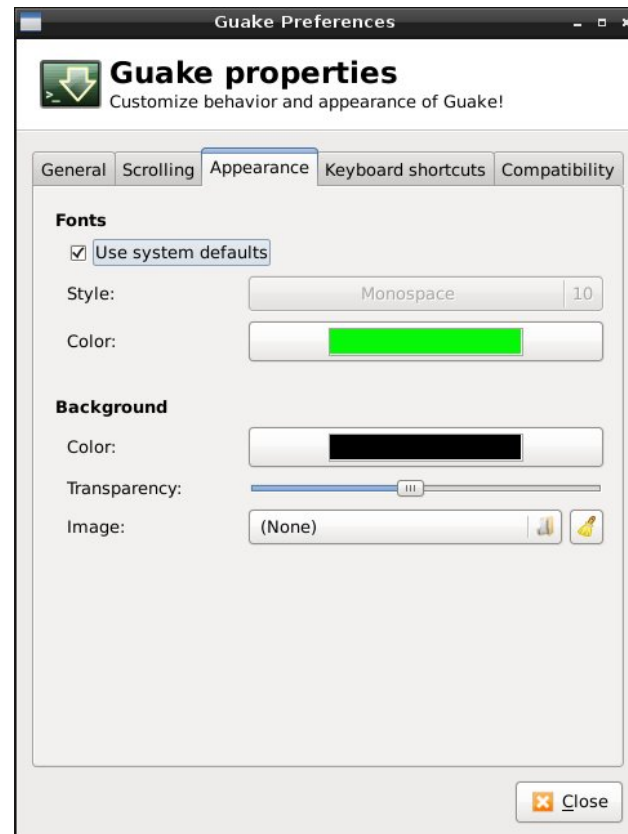 Guake Preferences
Guake properties
Customize behavior and appearance of Guake!
General Scrolling Appearance Keyboard shortcuts Compatibility
Fonts
Use system defaults
Style: Monospace 10
Color:
Background
Color:
Transparency:
Image: (None)
Close